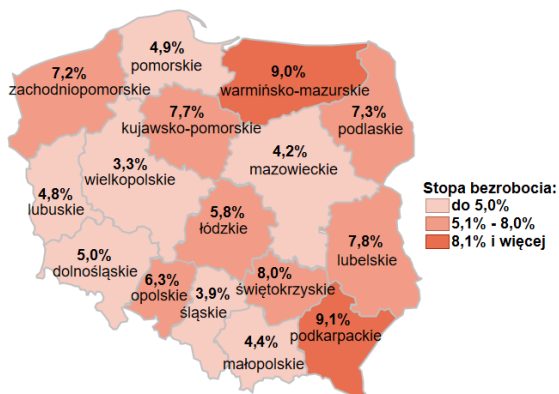 4,9%
pomorskie
7,2%
zachodniopomorskie
9,0%
warmińsko-mazurskie
7,7%
kujawsko-pomorskie
7,3%
podlaskie
3,3%
wielkopolskie
4,2%
mazowieckie
4,8%
lubuskie
5,8%
łódzkie
Stopa bezrobocia:
do 5,0%
5,1% - 8,0%
8,1% i więcej
5,0%
dolnośląskie
7,8%
lubelskie
6,3%
opolskie
3,9%
śląskie
8,0%
świętokrzyskie
9,1%
podkarpackie
4,4%
małopolskie